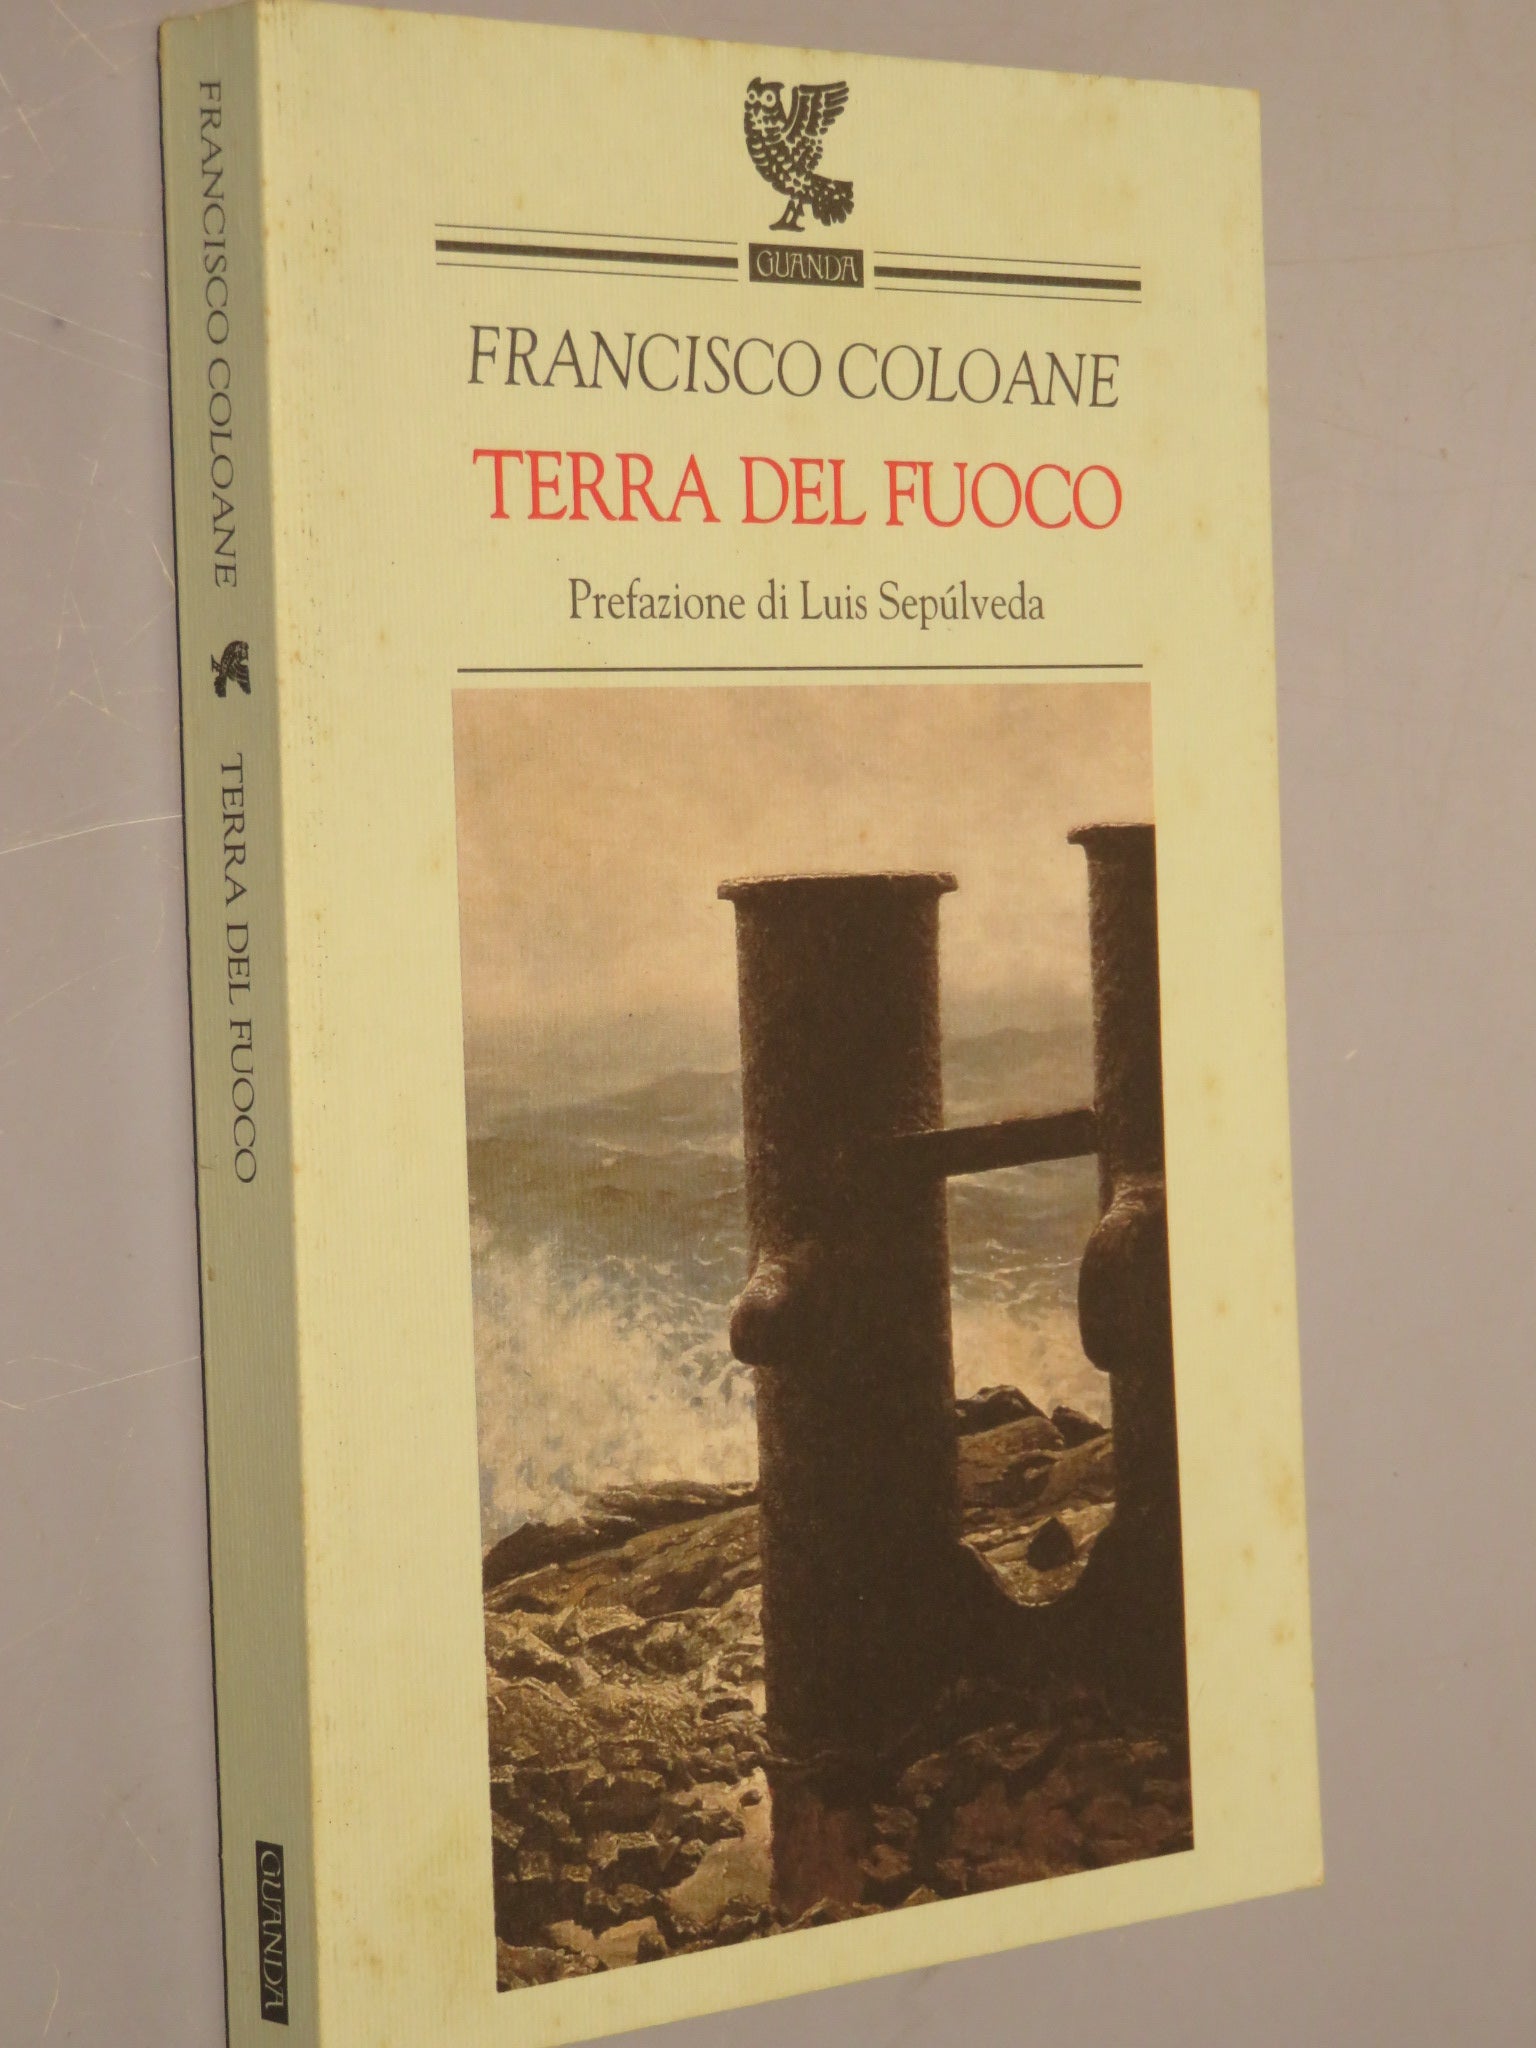 GUANDA
FRANCISCO COLOANE
TERRA DEL FUOCO
Prefazione di Luis Sepúlveda
FRANCISCO COLOANE TERRA DEL FUOCO GUANDA